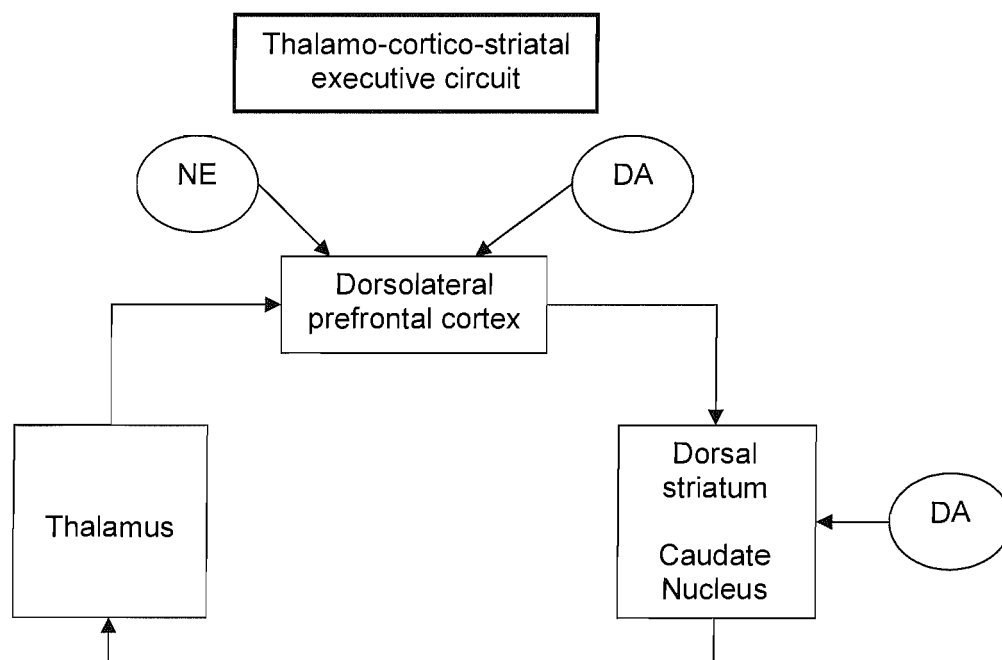 Thalamo-cortico-striatal
executive circuit
NE
DA
Dorsolateral
prefrontal cortex
Thalamus
Dorsal
striatum
Caudate
Nucleus
DA